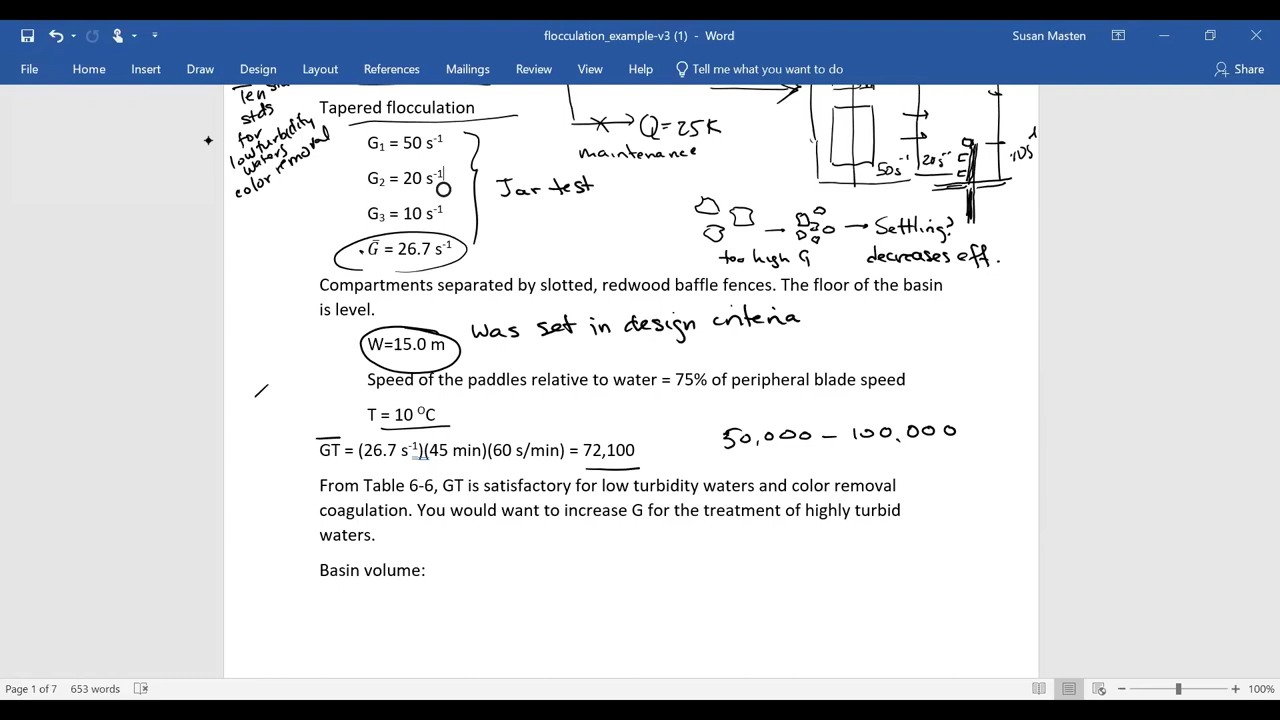 flocculation_example-v3 (1) - Word
Susan Masten
File Home Insert Draw Design Layout References Mailings Review View Help Tell me what you want to do Share
stds
for
low turbidity
waters
color removal
Tapered flocculation
G1 = 50 s-1
G2 = 20 s-1
G3 = 10 s-1
G̅ = 26.7 s-1
Jar test
Q = 25K
maintenance
50s-1 20s-1
too high G
Settling?
decreases eff.
Compartments separated by slotted, redwood baffle fences. The floor of the basin
is level.
W=15.0 m
was set in design criteria
Speed of the paddles relative to water = 75% of peripheral blade speed
T = 10 °C
GT = (26.7 s-1)(45 min)(60 s/min) = 72,100
50,000 – 100,000
From Table 6-6, GT is satisfactory for low turbidity waters and color removal
coagulation. You would want to increase G for the treatment of highly turbid
waters.
Basin volume:
Page 1 of 7 653 words 100%